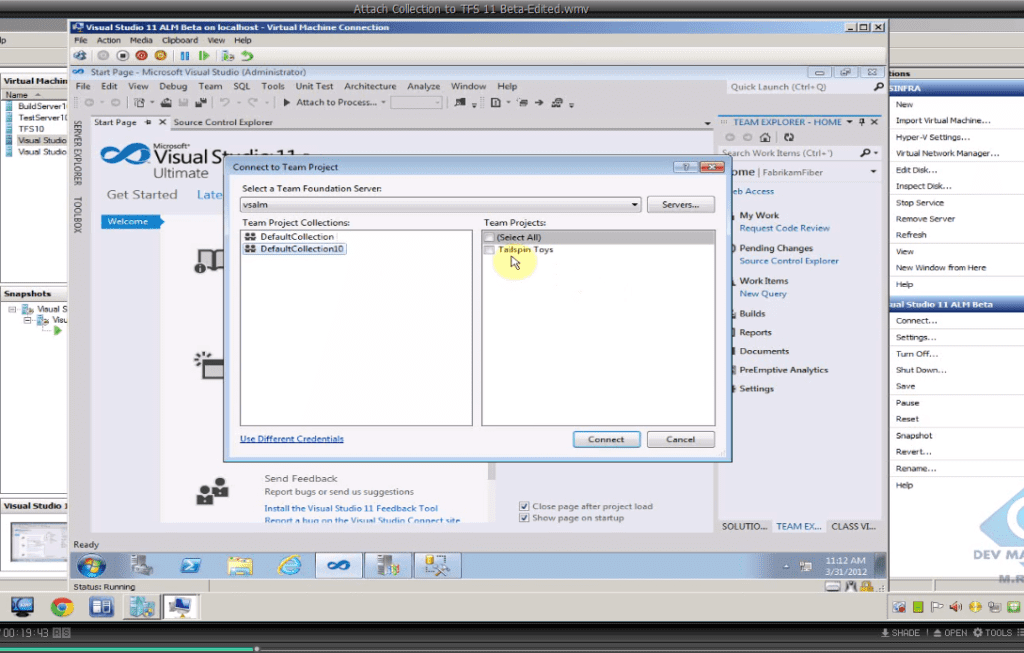 Attach Collection to TFS 11 Beta-Edited.wmv
Visual Studio 11 ALM Beta on localhost - Virtual Machine Connection
File Action Media Clipboard View Help
Start Page - Microsoft Visual Studio (Administrator)
File Edit View Debug Team SQL Tools Unit Test Architecture Analyze Window Help
Quick Launch (Ctrl+Q)
Attach to Process...
Start Page
Source Control Explorer
TEAM EXPLORER - HOME
SERVER EXPLORER
TOOLBOX
Virtual Machin
Name
BuildServer1
TestServer10
TFS10
Visual Studio
Visual Studio
Snapshots
Visual S
Visu
Visual Studio 1
Microsoft
Visual Studio 11
Ultimate
Get Started
Late
Welcome
Connect to Team Project
Select a Team Foundation Server:
vsalm
Servers...
Team Project Collections:
DefaultCollection
DefaultCollection10
Team Projects:
(Select All)
Tailspin Toys
Use Different Credentials
Connect
Cancel
Send Feedback
Report bugs or send us suggestions
Install the Visual Studio 11 Feedback Tool
Report a bug on the Visual Studio Connect site
Close page after project load
Show page on startup
Search Work Items (Ctrl+')
ome | FabrikamFiber
eb Access
My Work
Request Code Review
Pending Changes
Source Control Explorer
Work Items
New Query
Builds
Reports
Documents
PreEmptive Analytics
Settings
SOLUTIO... TEAM EX... CLASS VI...
Ready
11:12 AM
3/31/2012
Status: Running
tions
SINFRA
New
Import Virtual Machine...
Hyper-V Settings...
Virtual Network Manager...
Edit Disk...
Inspect Disk...
Stop Service
Remove Server
Refresh
View
New Window from Here
Help
ual Studio 11 ALM Beta
Connect...
Settings...
Turn Off...
Shut Down...
Save
Pause
Reset
Snapshot
Revert...
Rename...
Help
DEV MA
M.R
00:19:43
SHADE
OPEN
TOOLS